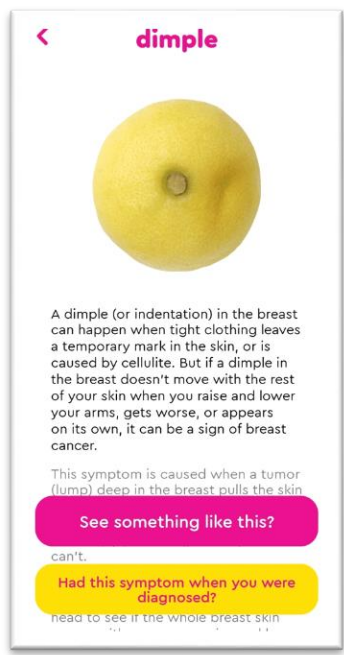 dimple
A dimple (or indentation) in the breast
can happen when tight clothing leaves
a temporary mark in the skin, or is
caused by cellulite. But if a dimple in
the breast doesn't move with the rest
of your skin when you raise and lower
your arms, gets worse, or appears
on its own, it can be a sign of breast
cancer.
This symptom is caused when a tumor
(lump) deep in the breast pulls the skin
See something like this?
can't.
Had this symptom when you were
diagnosed?
head to see if the whole breast skin